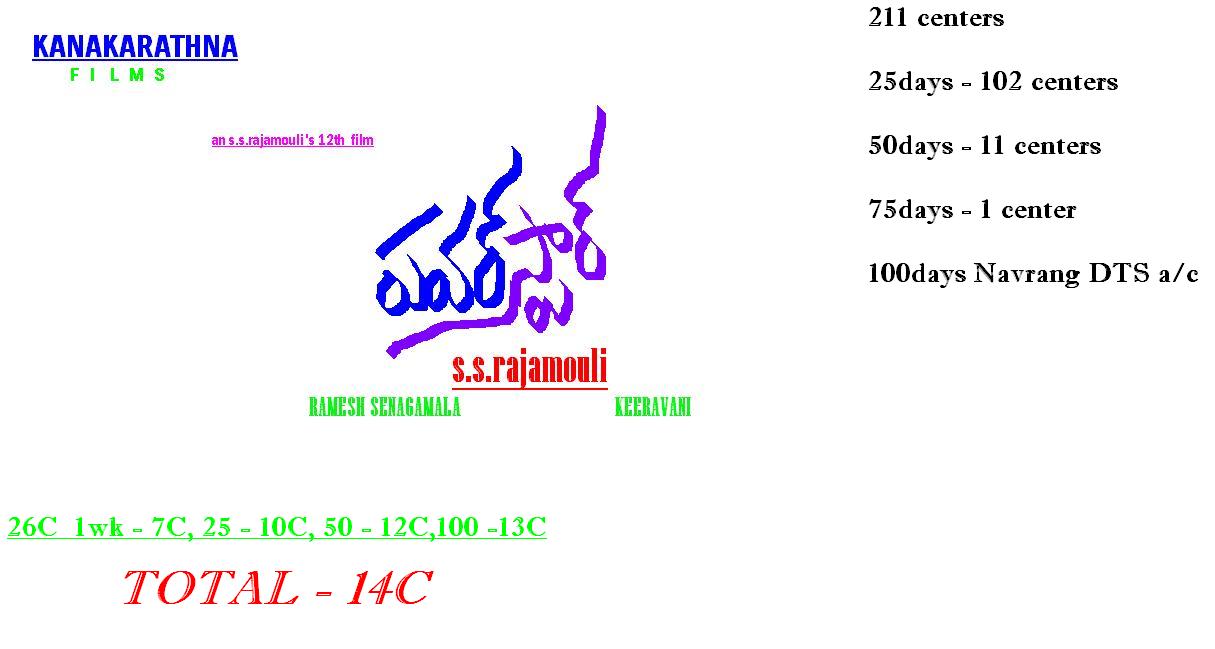 KANAKARATHNA
FILMS
an s.s.rajamouli's 12th film
పవర్ స్టార్
s.s.rajamouli
RAMESH SENAGAMALA KEERAVANI
26C 1wk - 7C, 25 - 10C, 50 - 12C,100 -13C
TOTAL - 14C
211 centers
25days - 102 centers
50days - 11 centers
75days - 1 center
100days Navrang DTS a/c